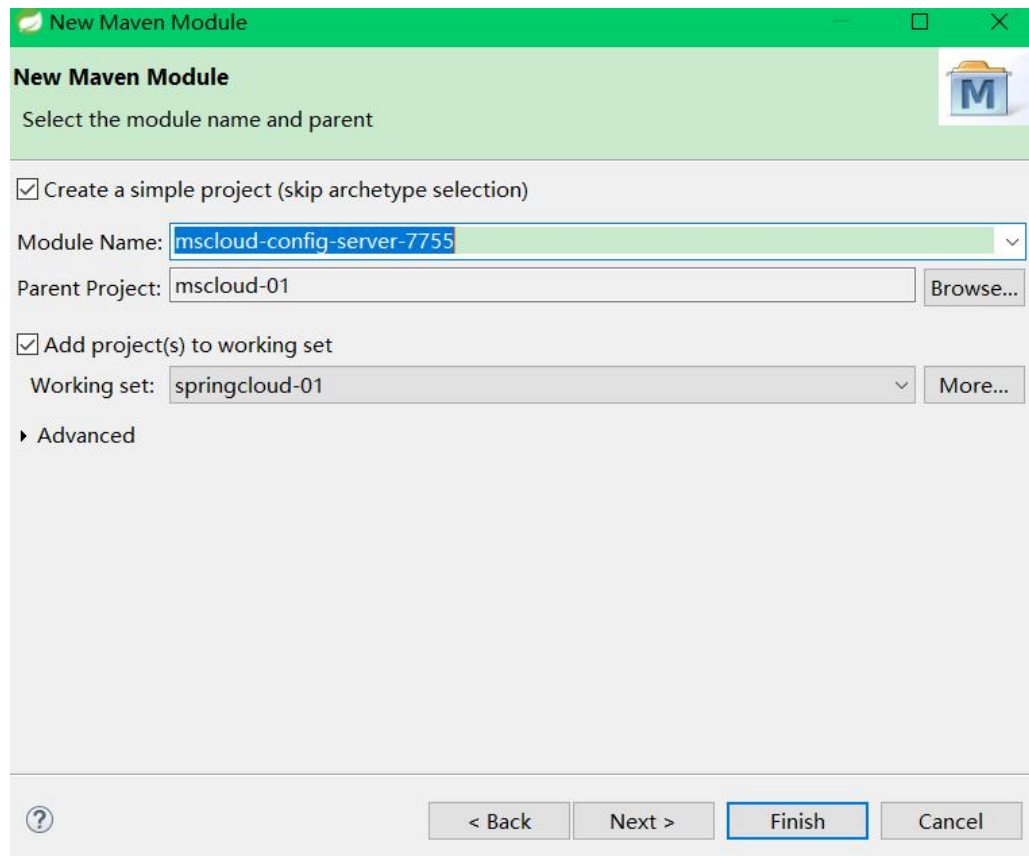 New Maven Module
New Maven Module
Select the module name and parent
M
Create a simple project (skip archetype selection)
Module Name: mscloud-config-server-7755
Parent Project: mscloud-01 Browse...
Add project(s) to working set
Working set: springcloud-01 More...
Advanced
? < Back Next > Finish Cancel